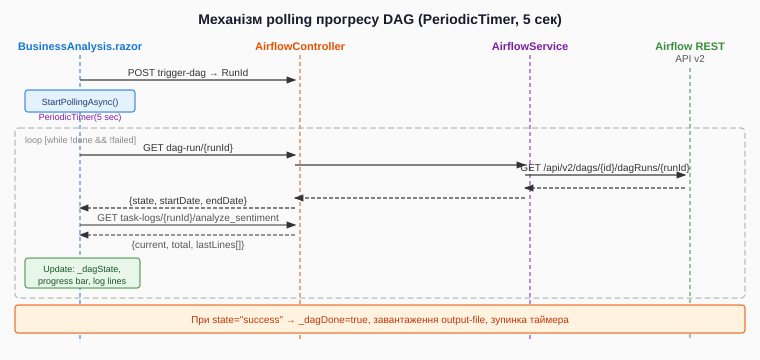 Механізм polling прогресу DAG (PeriodicTimer, 5 сек)
BusinessAnalysis.razor
AirflowController
AirflowService
Airflow REST
API v2
POST trigger-dag → RunId
StartPollingAsync()
PeriodicTimer(5 sec)
loop [while !done && !failed]
GET dag-run/{runId}
GET /api/v2/dags/{id}/dagRuns/{runId}
{state, startDate, endDate}
GET task-logs/{runId}/analyze_sentiment
{current, total, lastLines[]}
Update: _dagState,
progress bar, log lines
При state="success" → _dagDone=true, завантаження output-file, зупинка таймера